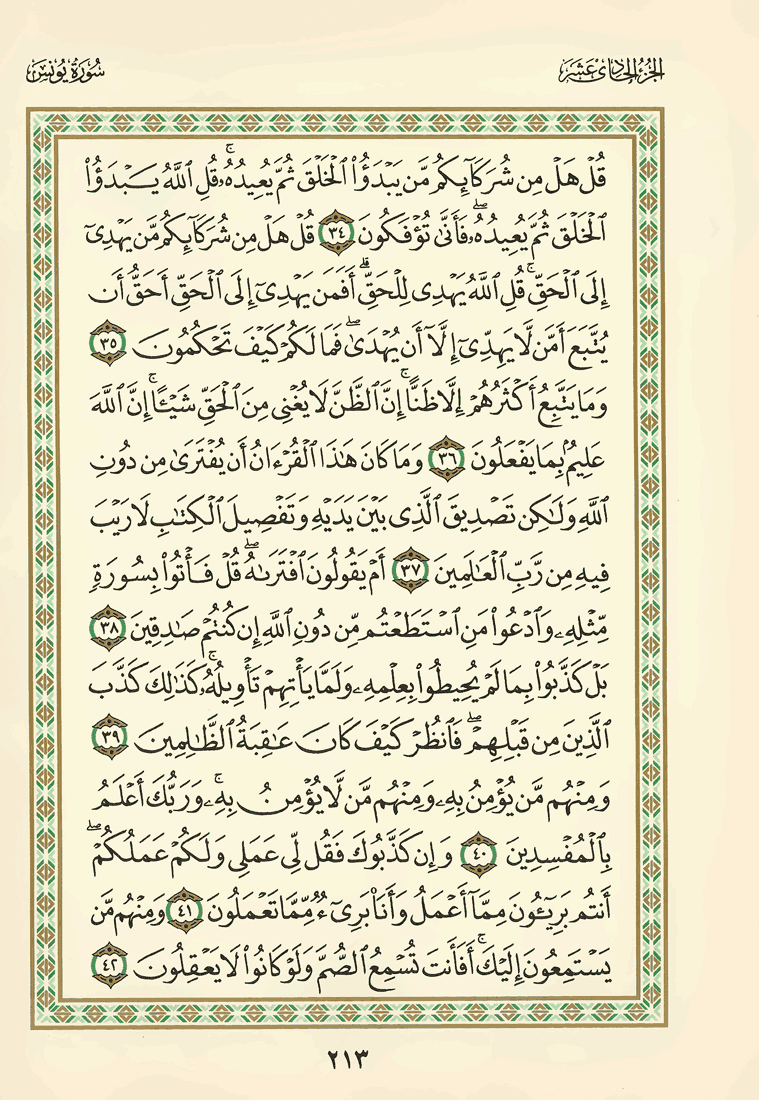 الجزء الحادي عشر
سورة يونس
قُلْ هَلْ مِن شُرَكَآئِكُم مَّن يَبْدَؤُا۟ ٱلْخَلْقَ ثُمَّ يُعِيدُهُۥ ۚ قُلِ ٱللَّهُ يَبْدَؤُا۟
ٱلْخَلْقَ ثُمَّ يُعِيدُهُۥ ۖ فَأَنَّىٰ تُؤْفَكُونَ ٣٤ قُلْ هَلْ مِن شُرَكَآئِكُم مَّن يَهْدِىٓ
إِلَى ٱلْحَقِّ ۚ قُلِ ٱللَّهُ يَهْدِى لِلْحَقِّ ۗ أَفَمَن يَهْدِىٓ إِلَى ٱلْحَقِّ أَحَقُّ أَن
يُتَّبَعَ أَمَّن لَّا يَهِدِّىٓ إِلَّآ أَن يُهْدَىٰ ۖ فَمَا لَكُمْ كَيْفَ تَحْكُمُونَ ٣٥
وَمَا يَتَّبِعُ أَكْثَرُهُمْ إِلَّا ظَنًّا ۚ إِنَّ ٱلظَّنَّ لَا يُغْنِى مِنَ ٱلْحَقِّ شَيْـًٔا ۚ إِنَّ ٱللَّهَ
عَلِيمٌۢ بِمَا يَفْعَلُونَ ٣٦ وَمَا كَانَ هَٰذَا ٱلْقُرْءَانُ أَن يُفْتَرَىٰ مِن دُونِ
ٱللَّهِ وَلَٰكِن تَصْدِيقَ ٱلَّذِى بَيْنَ يَدَيْهِ وَتَفْصِيلَ ٱلْكِتَٰبِ لَا رَيْبَ
فِيهِ مِن رَّبِّ ٱلْعَٰلَمِينَ ٣٧ أَمْ يَقُولُونَ ٱفْتَرَىٰهُ ۖ قُلْ فَأْتُوا۟ بِسُورَةٍ
مِّثْلِهِۦ وَٱدْعُوا۟ مَنِ ٱسْتَطَعْتُم مِّن دُونِ ٱللَّهِ إِن كُنتُمْ صَٰدِقِينَ ٣٨
بَلْ كَذَّبُوا۟ بِمَا لَمْ يُحِيطُوا۟ بِعِلْمِهِۦ وَلَمَّا يَأْتِهِمْ تَأْوِيلُهُۥ ۚ كَذَٰلِكَ كَذَّبَ
ٱلَّذِينَ مِن قَبْلِهِمْ ۖ فَٱنظُرْ كَيْفَ كَانَ عَٰقِبَةُ ٱلظَّٰلِمِينَ ٣٩
وَمِنْهُم مَّن يُؤْمِنُ بِهِۦ وَمِنْهُم مَّن لَّا يُؤْمِنُ بِهِۦ ۚ وَرَبُّكَ أَعْلَمُ
بِٱلْمُفْسِدِينَ ٤٠ وَإِن كَذَّبُوكَ فَقُل لِّى عَمَلِى وَلَكُمْ عَمَلُكُمْ ۖ
أَنتُم بَرِيٓـُٔونَ مِمَّآ أَعْمَلُ وَأَنَا۠ بَرِىٓءٌ مِّمَّا تَعْمَلُونَ ٤١ وَمِنْهُم مَّن
يَسْتَمِعُونَ إِلَيْكَ ۚ أَفَأَنتَ تُسْمِعُ ٱلصُّمَّ وَلَوْ كَانُوا۟ لَا يَعْقِلُونَ ٤٢
٢١٣